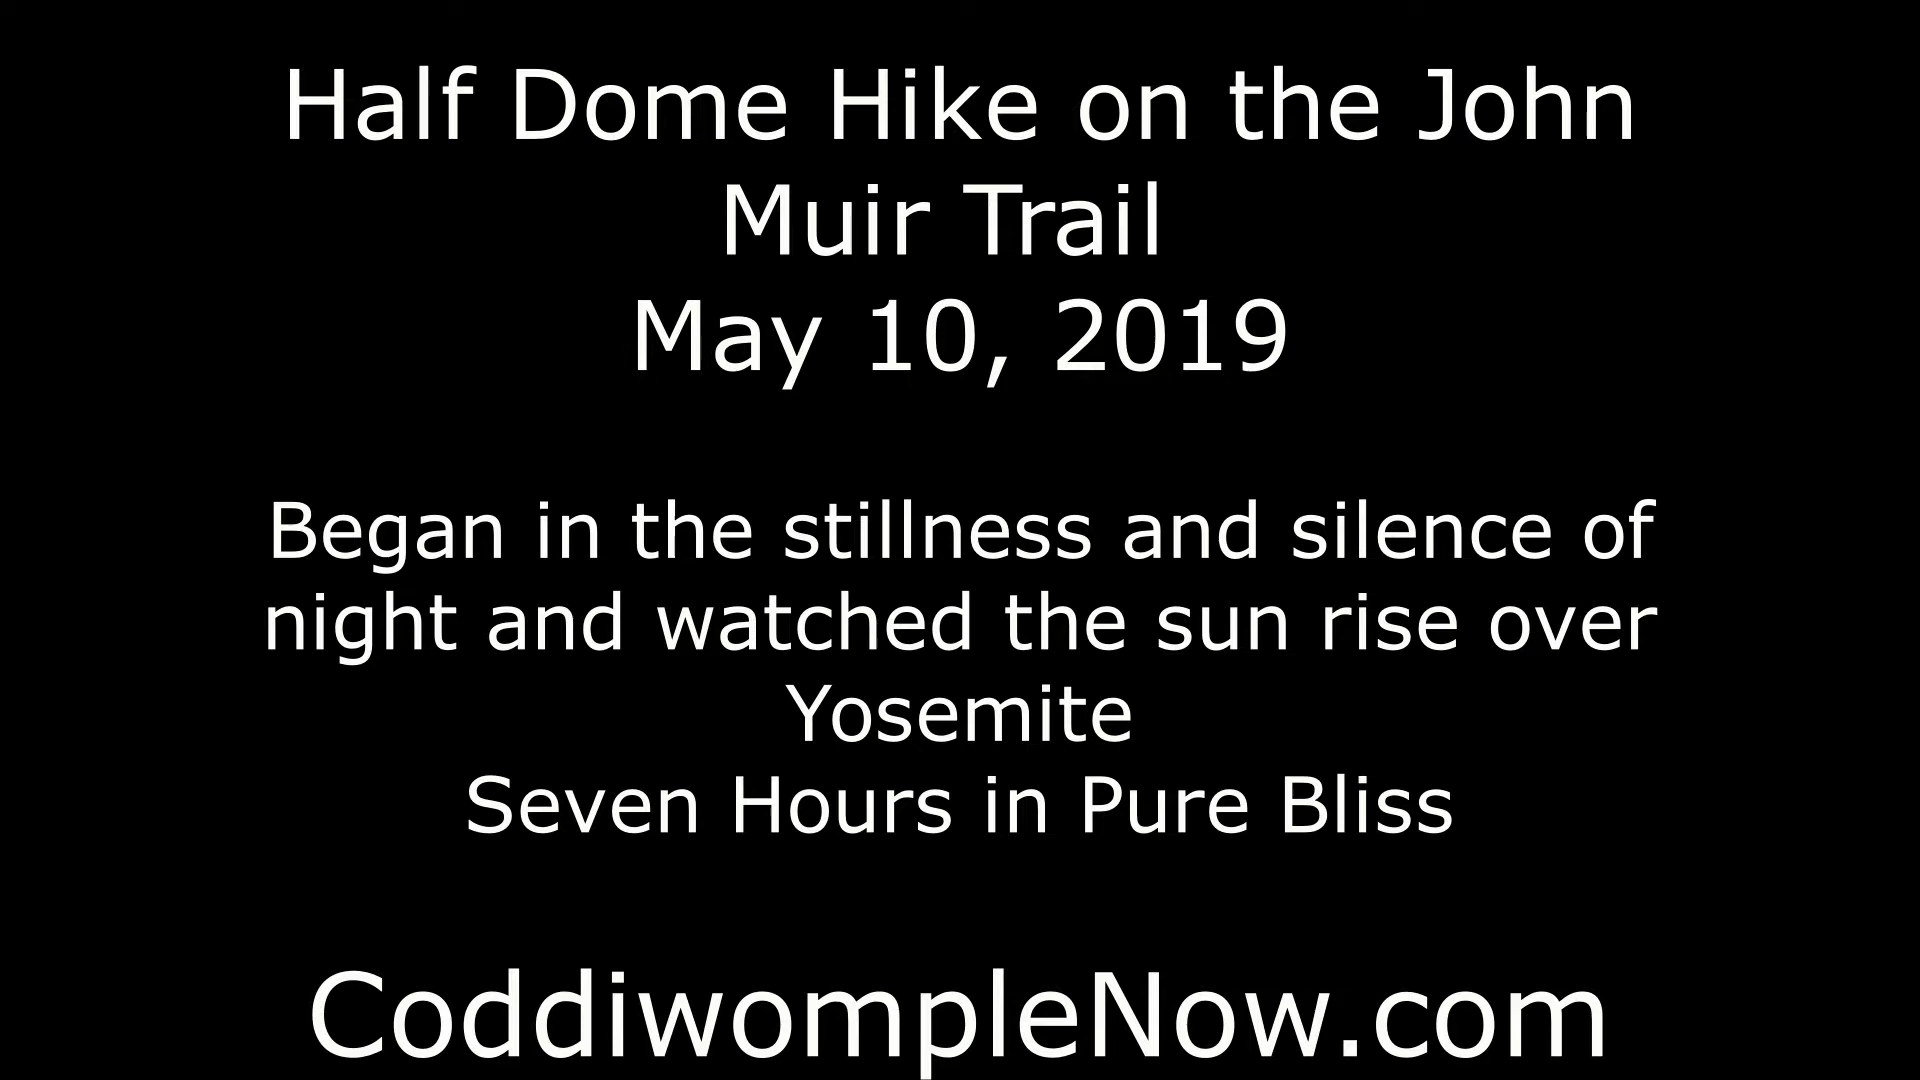 Half Dome Hike on the John
Muir Trail
May 10, 2019
Began in the stillness and silence of
night and watched the sun rise over
Yosemite
Seven Hours in Pure Bliss
CoddiwompleNow.com